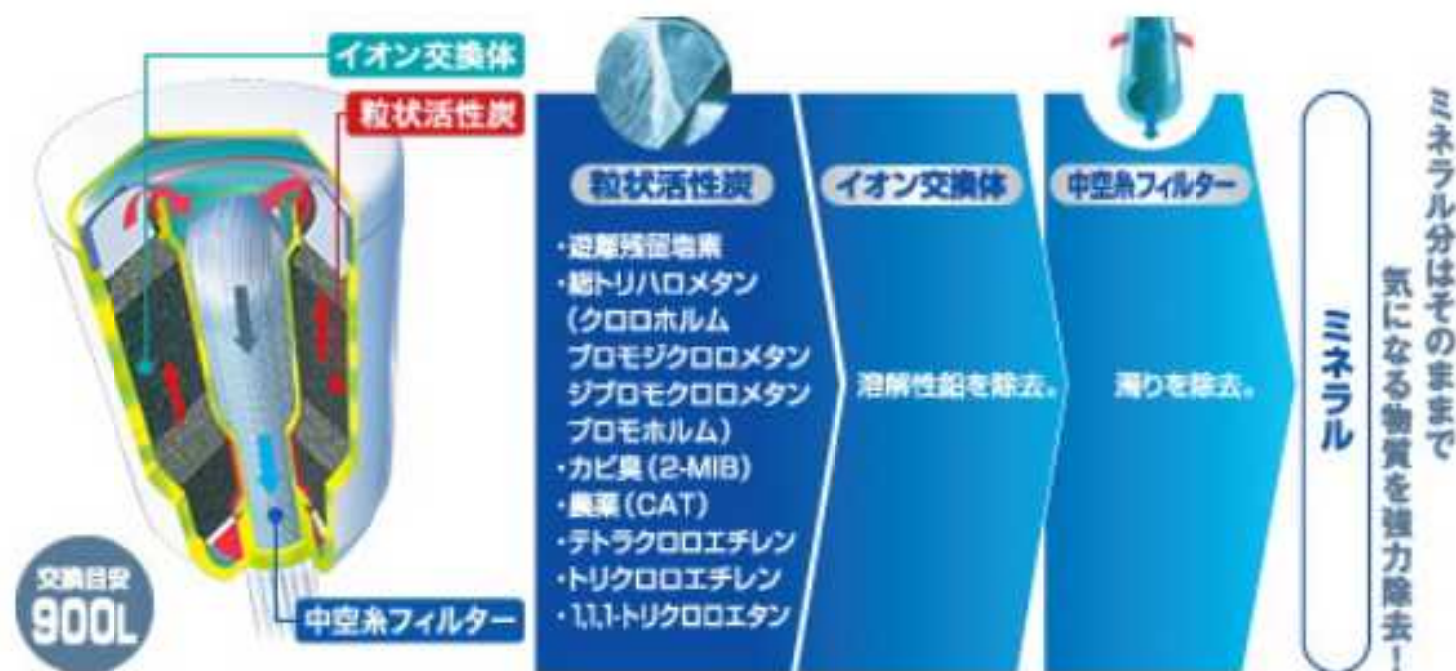 イオン交換体
粒状活性炭
交換目安
900L
中空糸フィルター
粒状活性炭
・遊離残留塩素
・総トリハロメタン
(クロロホルム
ブロモジクロロメタン
ジブロモクロロメタン
ブロモホルム)
・カビ臭(2-MIB)
・農薬(CAT)
・テトラクロロエチレン
・トリクロロエチレン
・1,1,1-トリクロロエタン
イオン交換体
溶解性鉛を除去。
中空糸フィルター
濁りを除去。
ミネラル
ミネラル分はそのままで
気になる物質を強力除去!